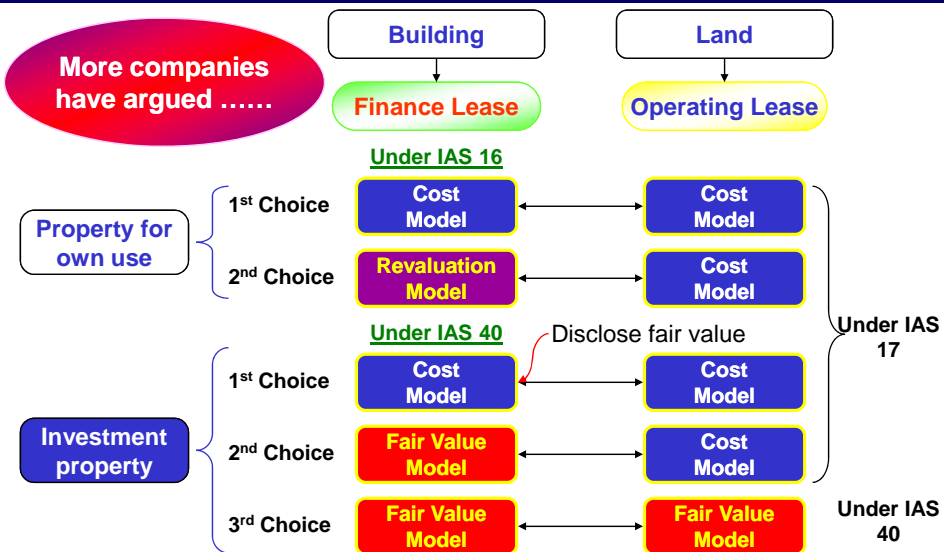 More companies
have argued ……
Building
Land
Finance Lease
Operating Lease
Under IAS 16
Property for
own use
1st Choice
Cost
Model
Cost
Model
2nd Choice
Revaluation
Model
Cost
Model
Under IAS 40
Disclose fair value
Under IAS
17
Investment
property
1st Choice
Cost
Model
Cost
Model
2nd Choice
Fair Value
Model
Cost
Model
3rd Choice
Fair Value
Model
Fair Value
Model
Under IAS
40